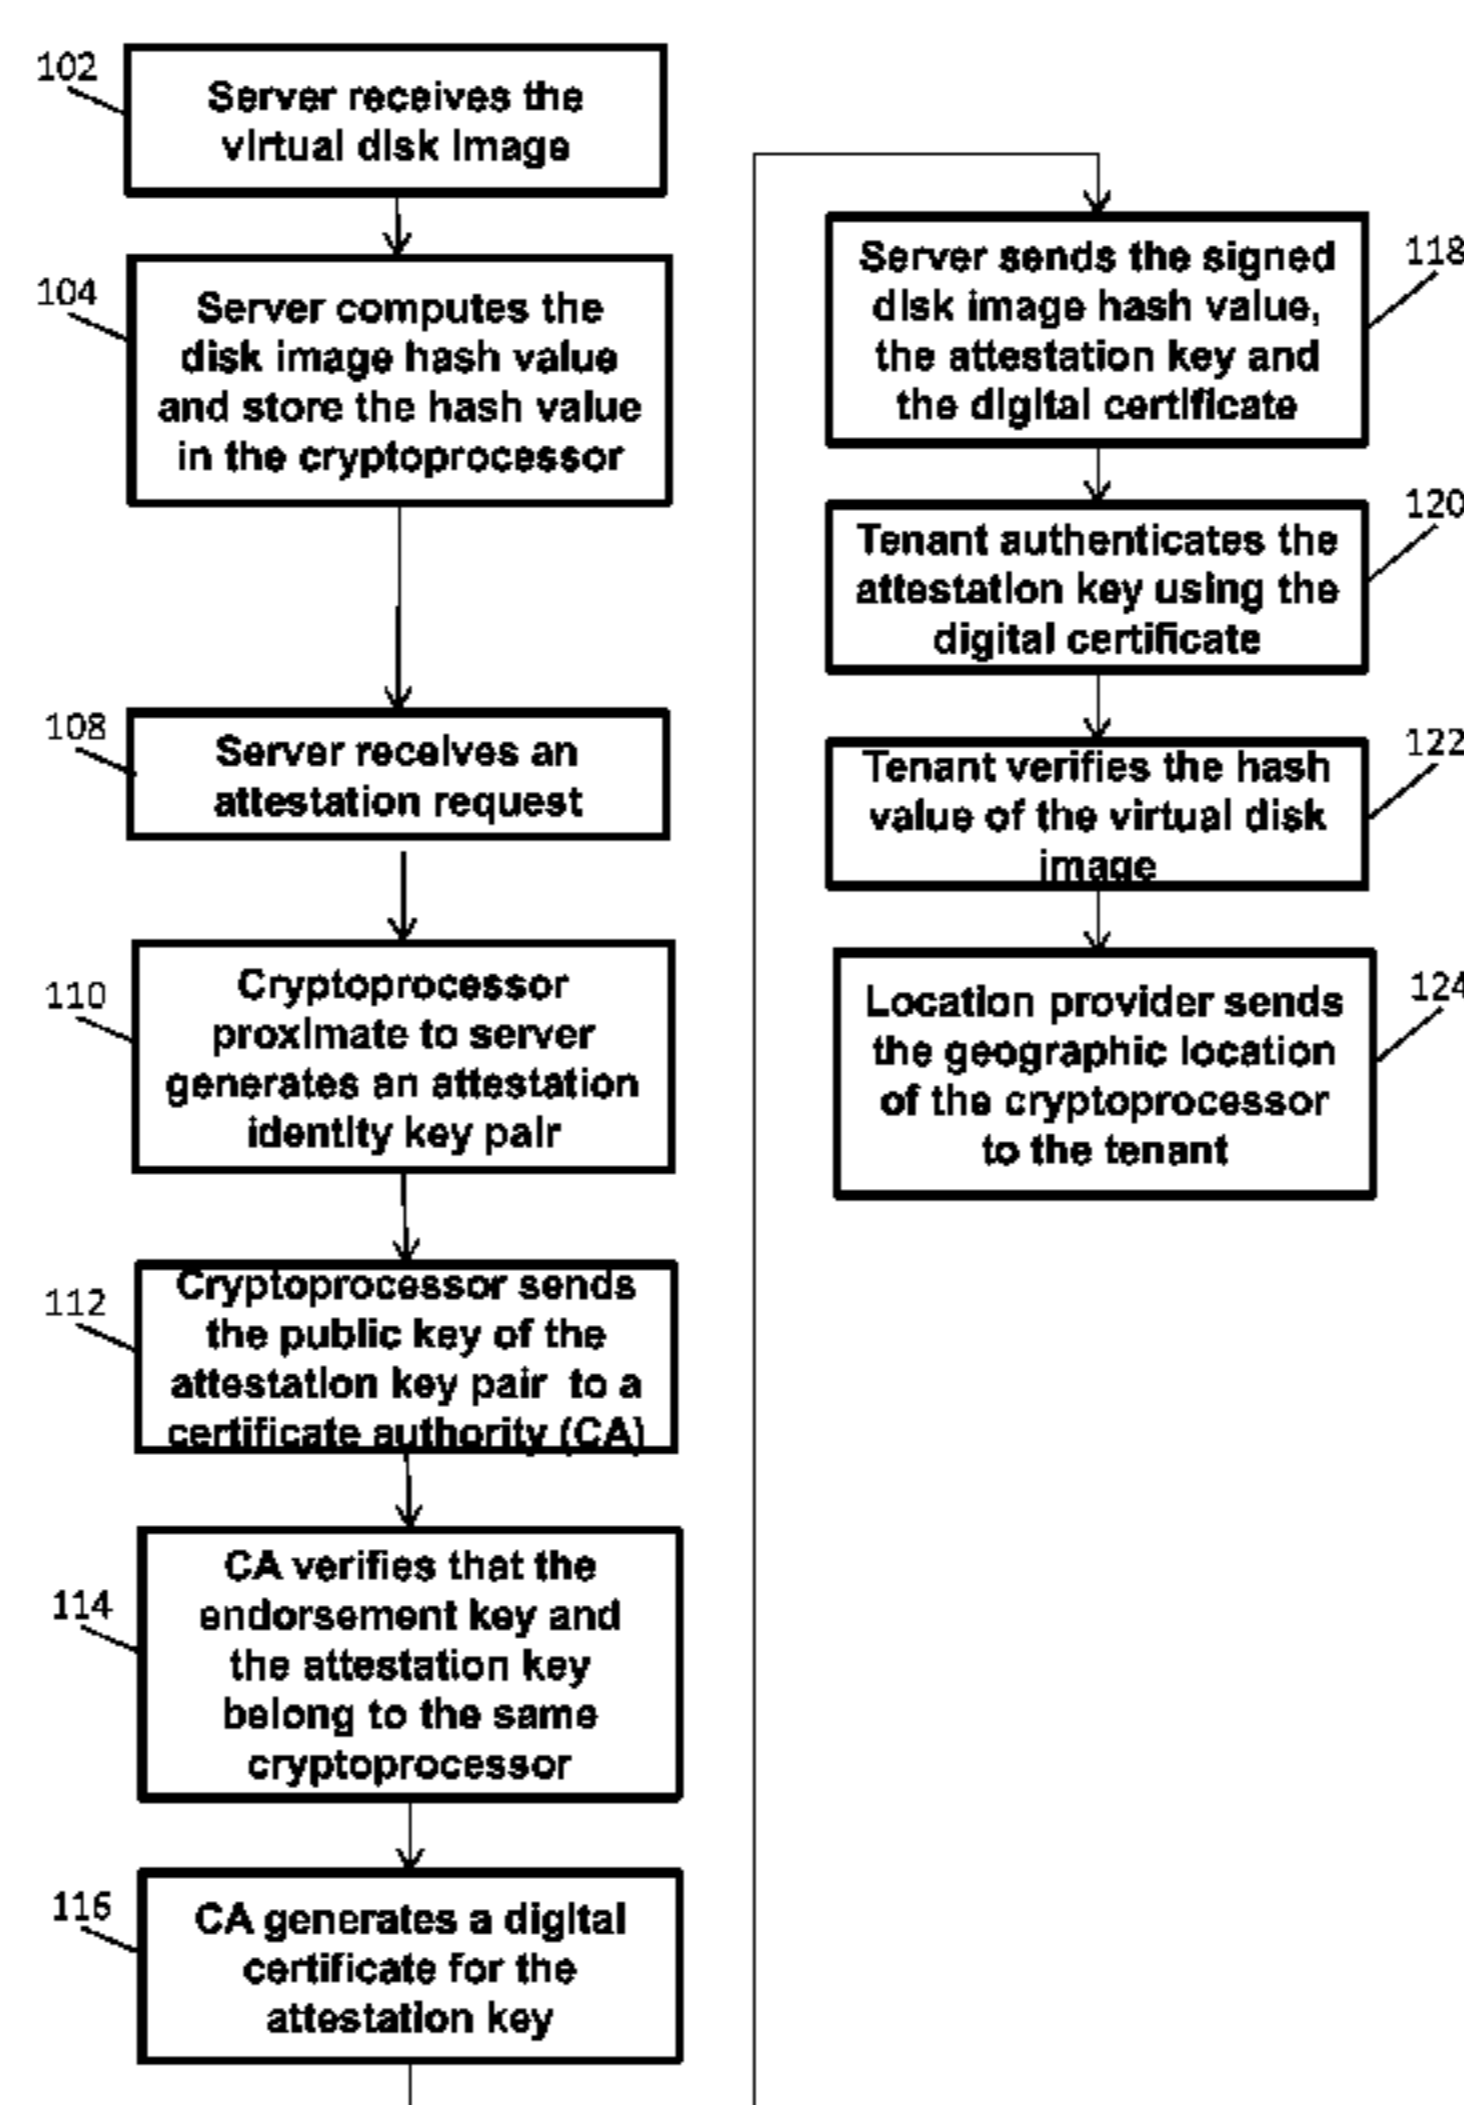 102
Server receives the
virtual disk image
104
Server computes the
disk image hash value
and store the hash value
in the cryptoprocessor
108
Server receives an
attestation request
110
Cryptoprocessor
proximate to server
generates an attestation
identity key pair
112
Cryptoprocessor sends
the public key of the
attestation key pair to a
certificate authority (CA)
114
CA verifies that the
endorsement key and
the attestation key
belong to the same
cryptoprocessor
116
CA generates a digital
certificate for the
attestation key
118
Server sends the signed
disk image hash value,
the attestation key and
the digital certificate
120
Tenant authenticates the
attestation key using the
digital certificate
122
Tenant verifies the hash
value of the virtual disk
image
124
Location provider sends
the geographic location
of the cryptoprocessor
to the tenant